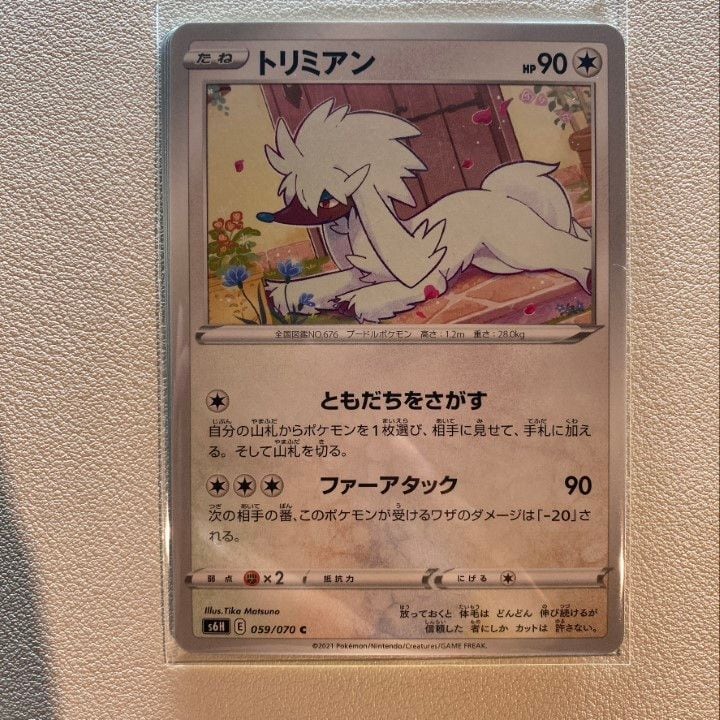 たね トリミアン HP 90
全国図鑑NO.676 プードルポケモン 高さ：1.2m 重さ：28.0kg
ともだちをさがす
自分の山札からポケモンを1枚選び、相手に見せて、手札に加え
る。そして山札を切る。
ファーアタック 90
次の相手の番、このポケモンが受けるワザのダメージは「-20」さ
れる。
弱点 ×2 抵抗力 にげる
Illus.Tika Matsuno
放っておくと 体毛は どんどん 伸び続けるが
信頼した 者にしか カットは 許さない。
s6H E 059/070 C
©2021 Pokémon/Nintendo/Creatures/GAME FREAK.